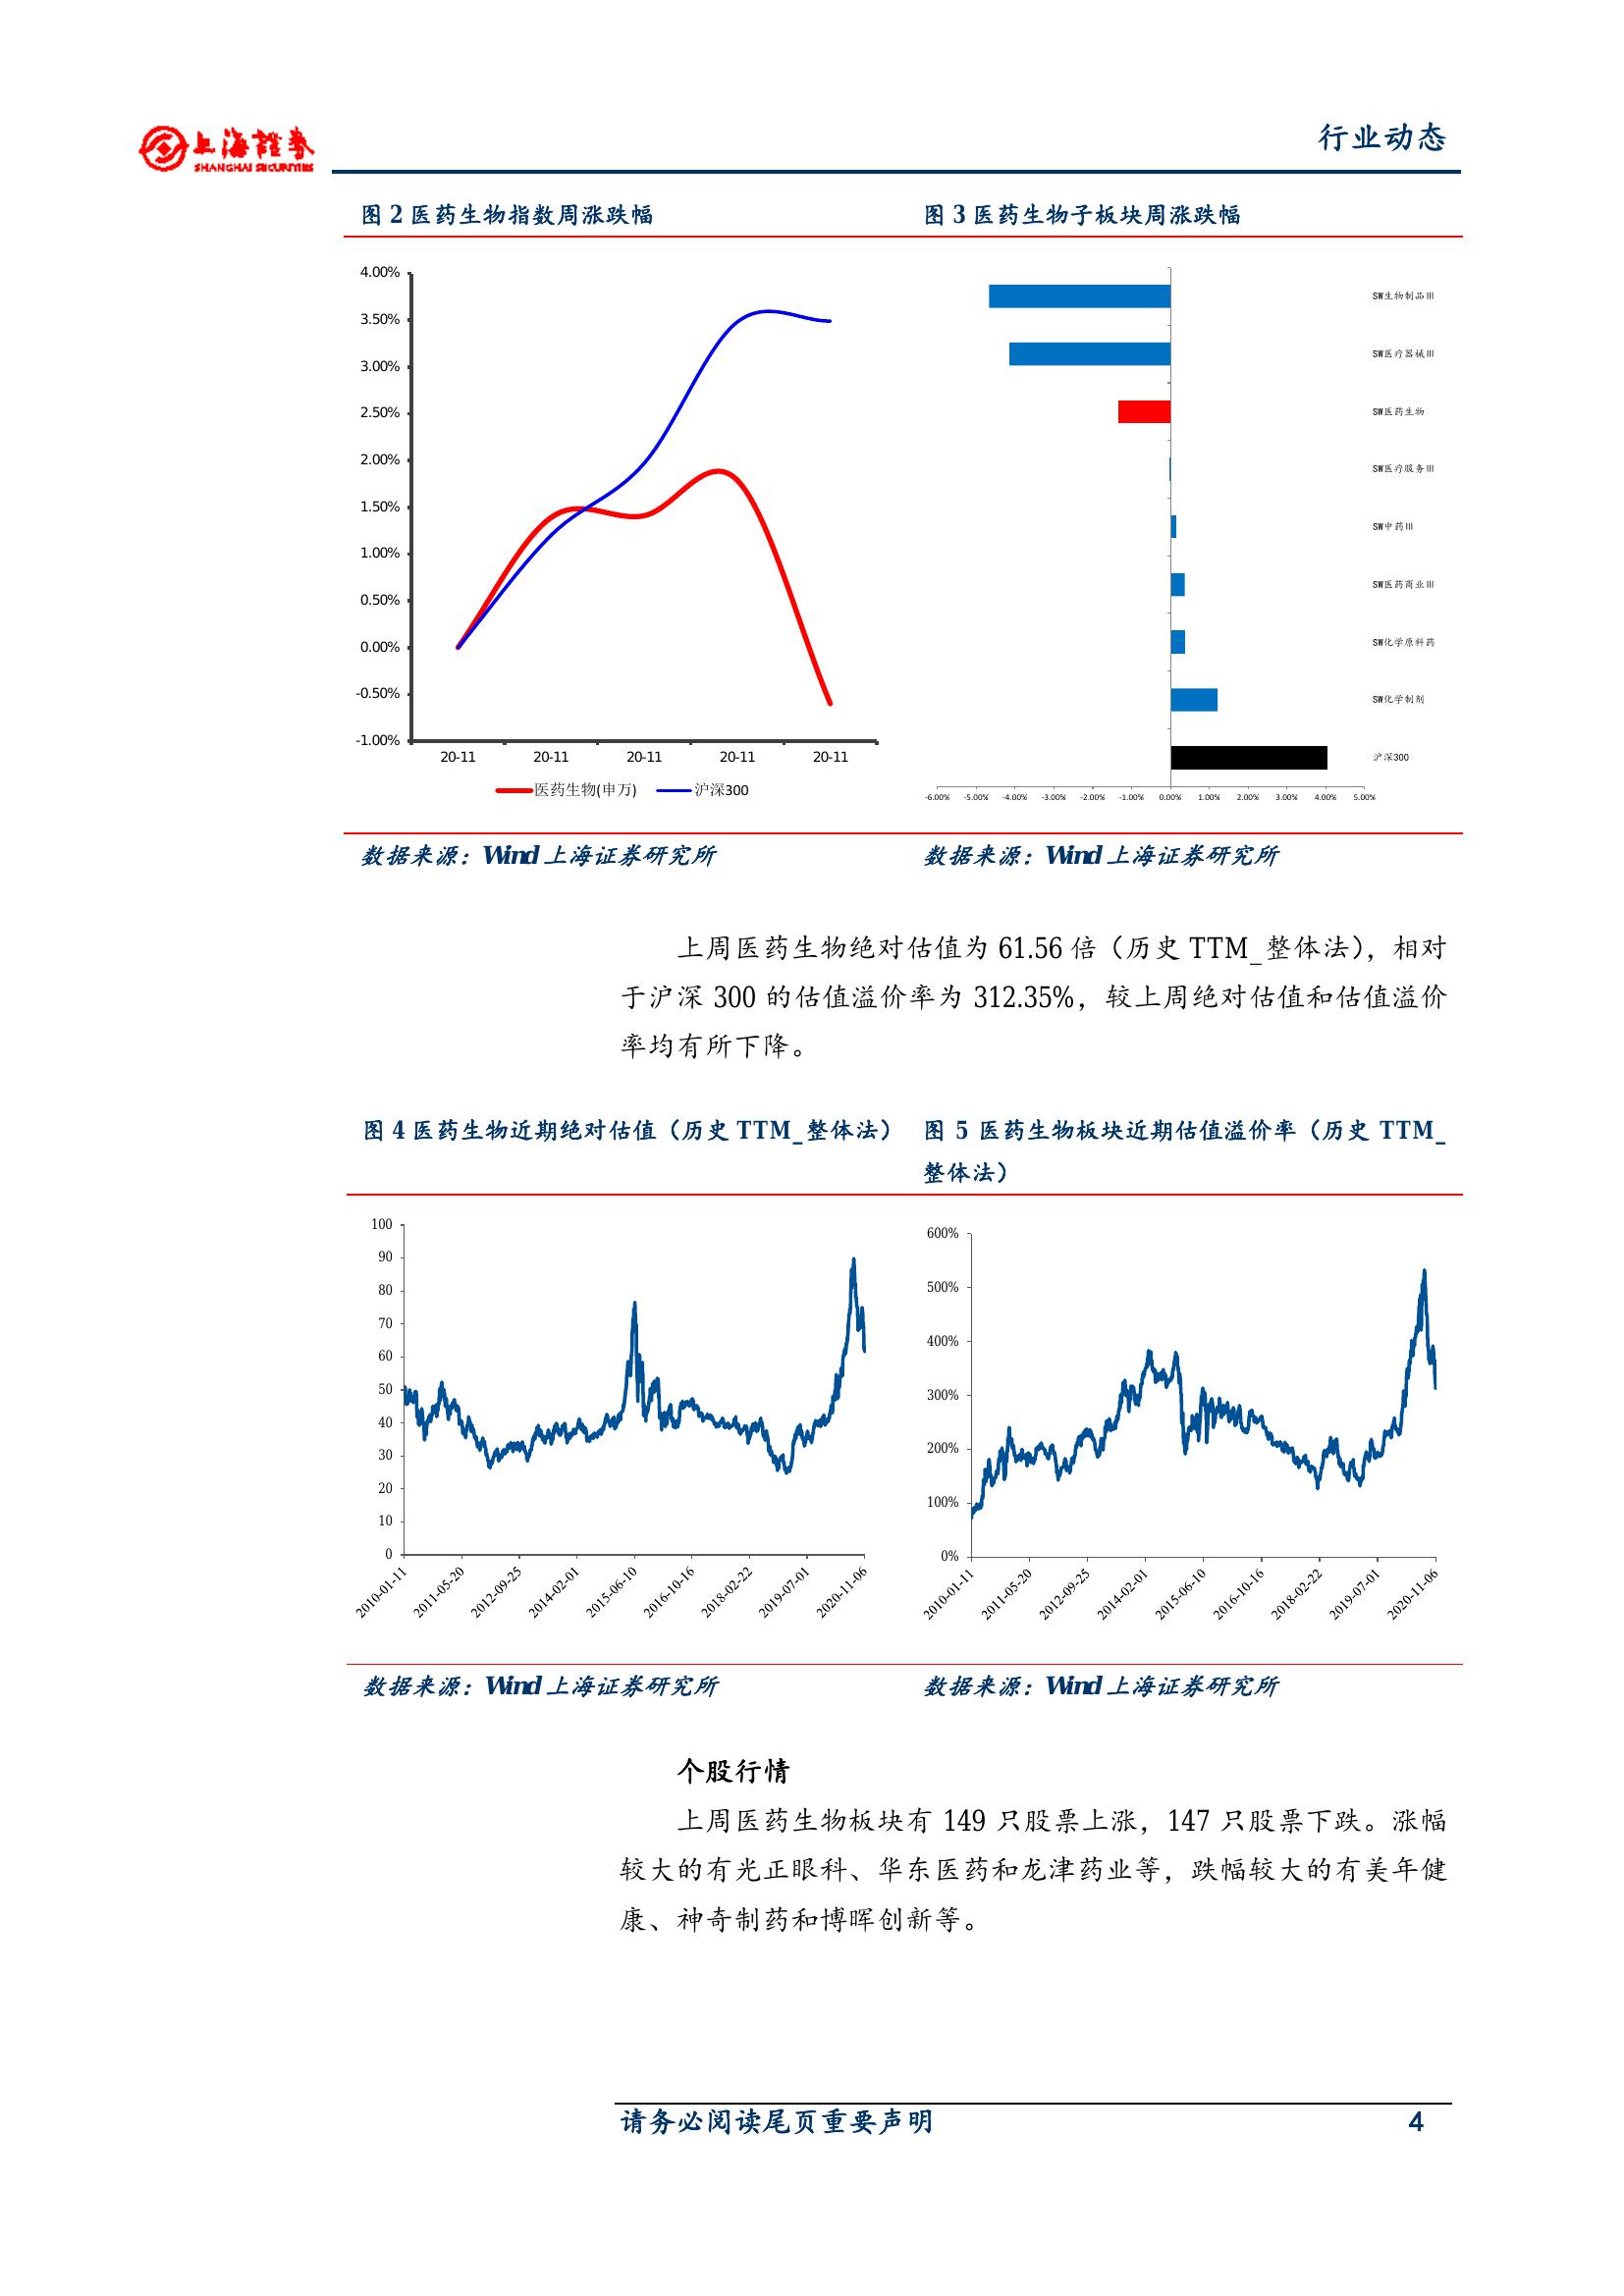 上海證券
SHANGHAI SECURITIES
行业动态
图 2 医药生物指数周涨跌幅
图 3 医药生物子板块周涨跌幅
4.00%
3.50%
3.00%
2.50%
2.00%
1.50%
1.00%
0.50%
0.00%
-0.50%
-1.00%
20-11 20-11 20-11 20-11 20-11
医药生物(申万) 沪深300
SW生物制品Ⅲ
SW医疗器械Ⅲ
SW医药生物
SW医疗服务Ⅲ
SW中药Ⅲ
SW医药商业Ⅲ
SW化学原料药
SW化学制剂
沪深300
-6.00% -5.00% -4.00% -3.00% -2.00% -1.00% 0.00% 1.00% 2.00% 3.00% 4.00% 5.00%
数据来源：Wind 上海证券研究所
数据来源：Wind 上海证券研究所
上周医药生物绝对估值为 61.56 倍（历史 TTM_整体法），相对
于沪深 300 的估值溢价率为 312.35%，较上周绝对估值和估值溢价
率均有所下降。
图 4 医药生物近期绝对估值（历史 TTM_整体法）
图 5 医药生物板块近期估值溢价率（历史 TTM_
整体法）
100
90
80
70
60
50
40
30
20
10
0
2010-01-11 2011-05-20 2012-09-25 2014-02-01 2015-06-10 2016-10-16 2018-02-22 2019-07-01 2020-11-06
600%
500%
400%
300%
200%
100%
0%
2010-01-11 2011-05-20 2012-09-25 2014-02-01 2015-06-10 2016-10-16 2018-02-22 2019-07-01 2020-11-06
数据来源：Wind 上海证券研究所
数据来源：Wind 上海证券研究所
个股行情
上周医药生物板块有 149 只股票上涨，147 只股票下跌。涨幅
较大的有光正眼科、华东医药和龙津药业等，跌幅较大的有美年健
康、神奇制药和博晖创新等。
请务必阅读尾页重要声明
4